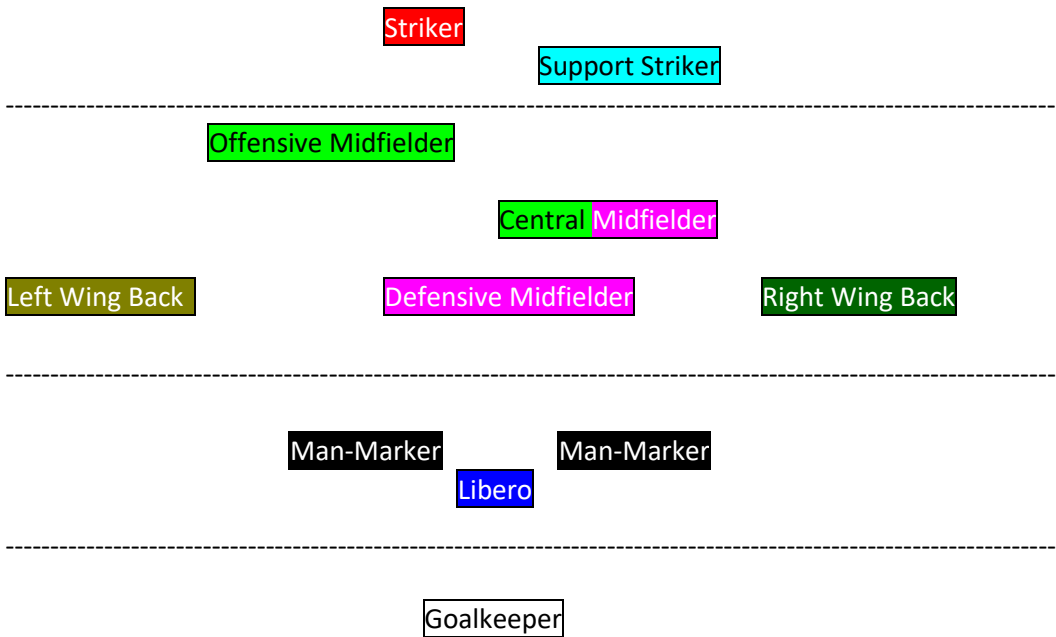 Striker
Support Striker
------------------------------------------------------------------------------------------------------------------------
Offensive Midfielder
Central Midfielder
Left Wing Back Defensive Midfielder Right Wing Back
------------------------------------------------------------------------------------------------------------------------
Man-Marker Man-Marker
Libero
------------------------------------------------------------------------------------------------------------------------
Goalkeeper